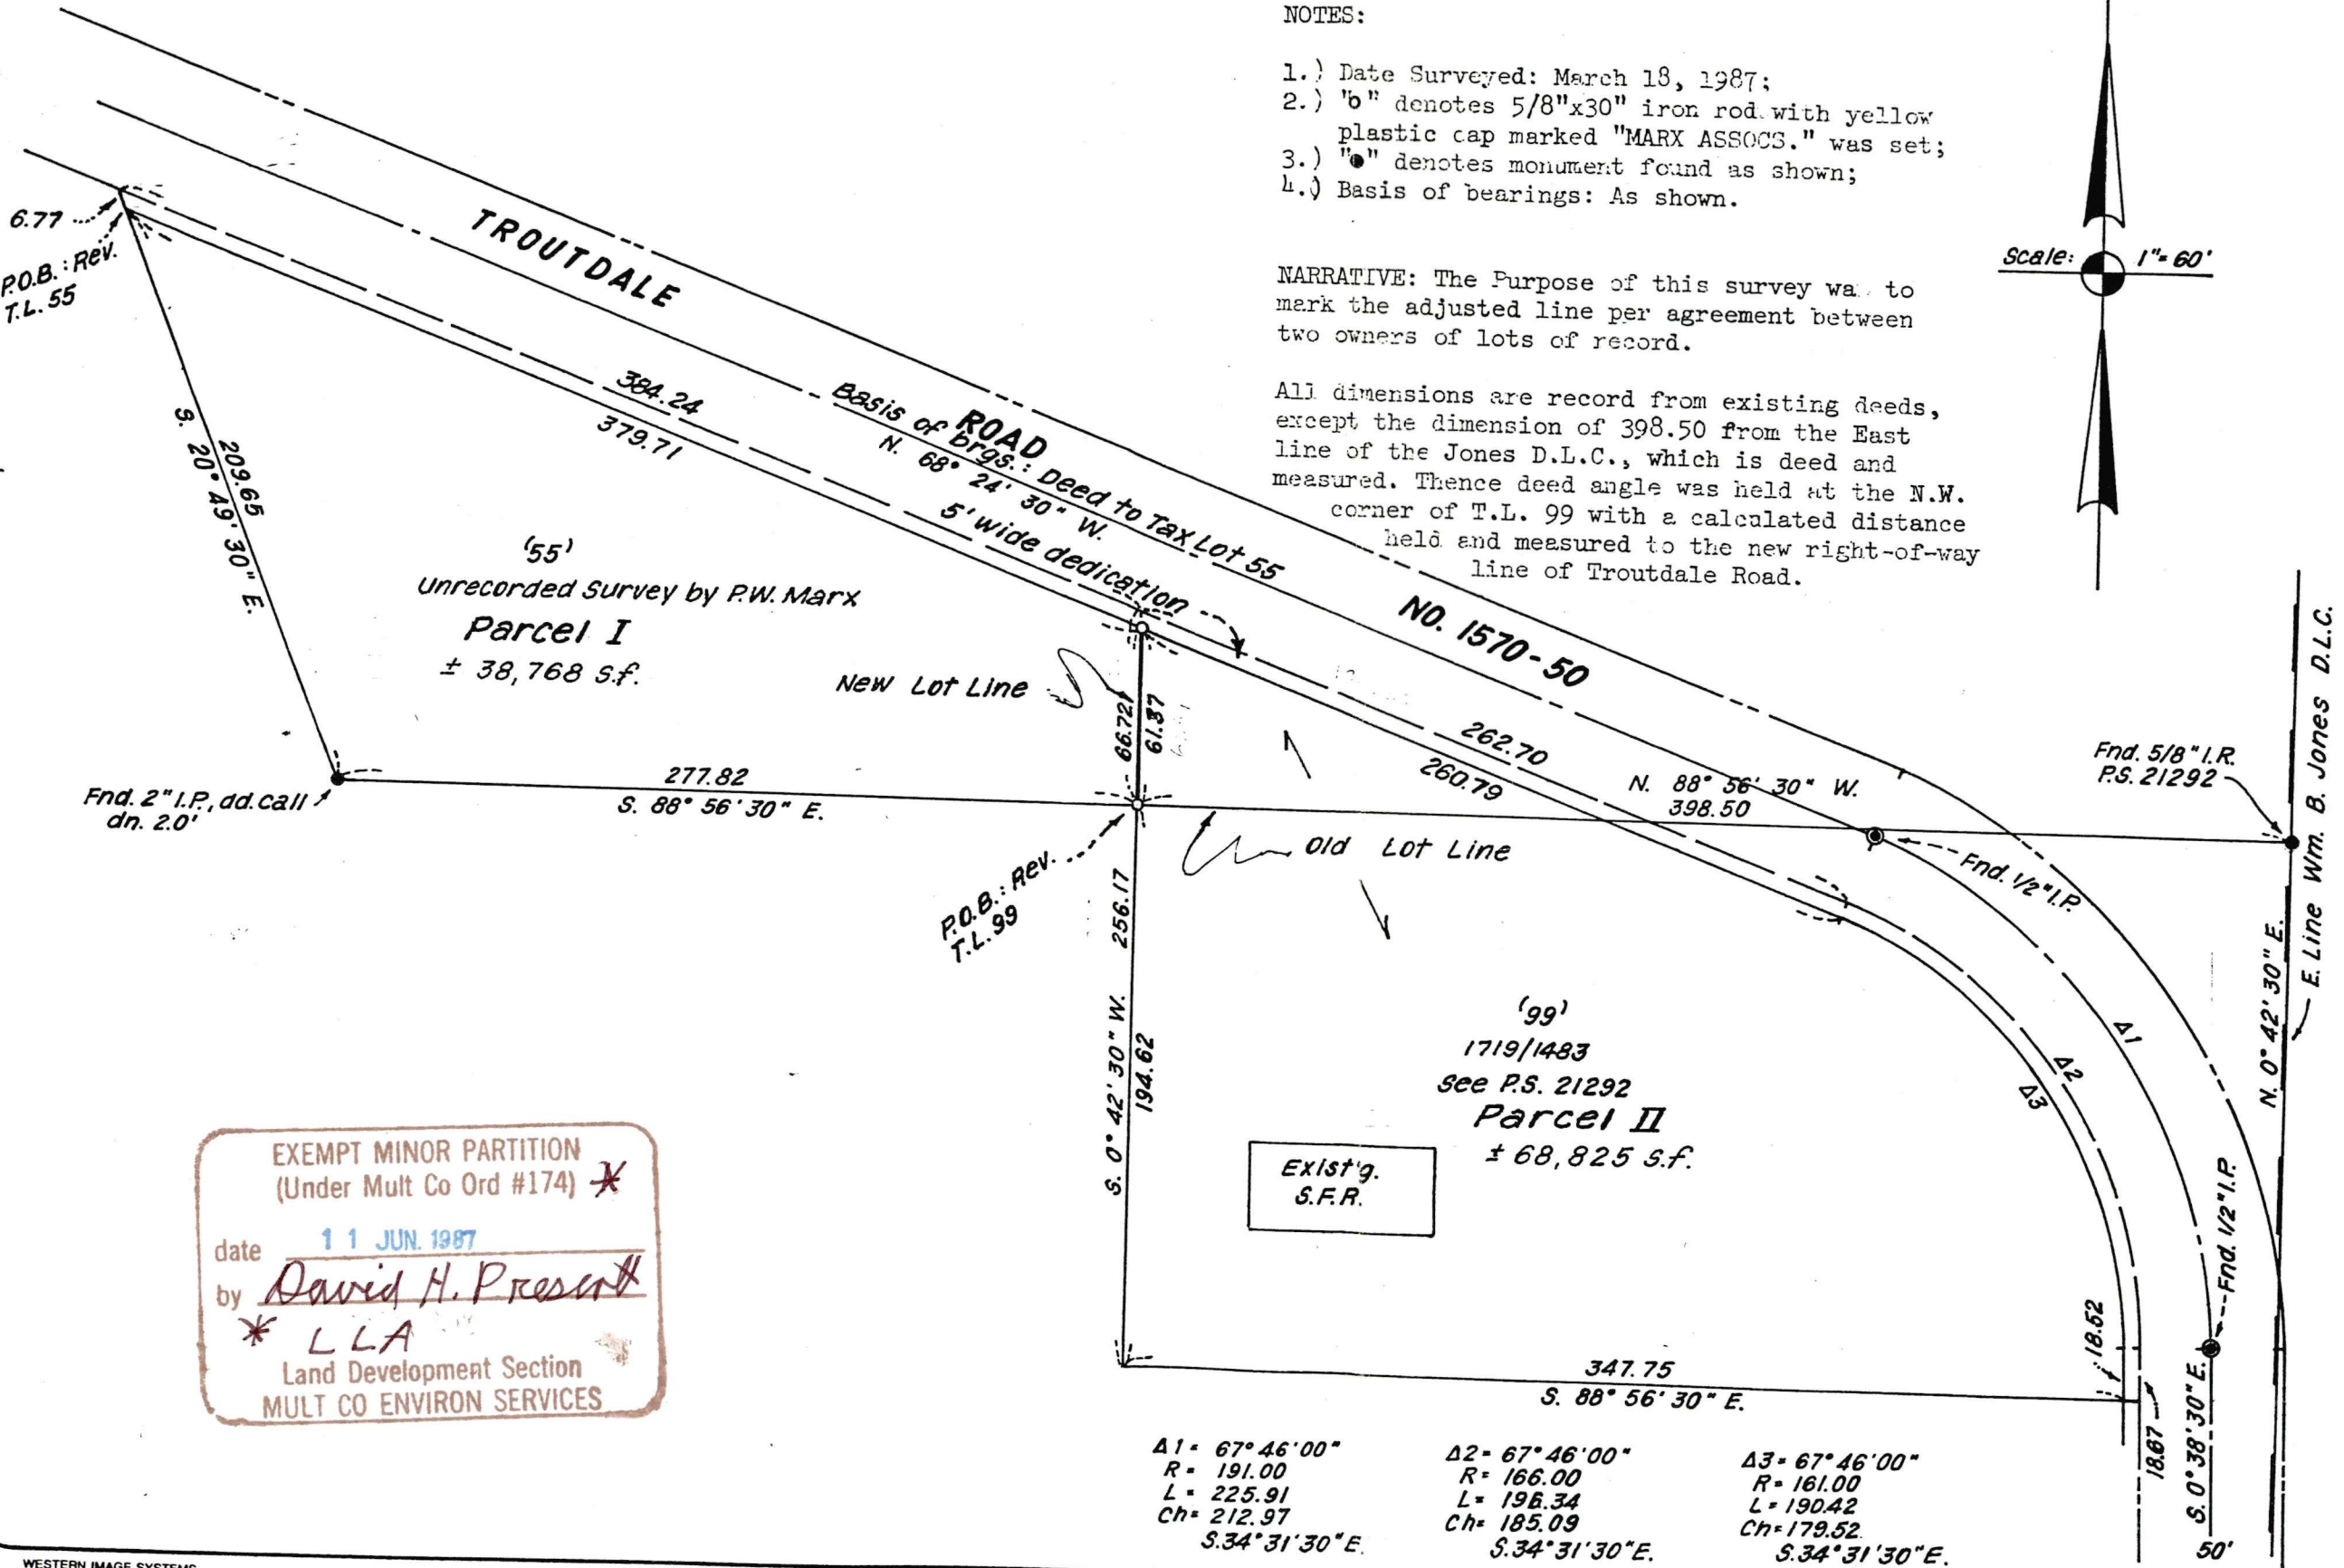 NOTES:
1.) Date Surveyed: March 18, 1987;
2.) "o" denotes 5/8"x30" iron rod with yellow
plastic cap marked "MARX ASSOCS." was set;
3.) "●" denotes monument found as shown;
4.) Basis of bearings: As shown.
NARRATIVE: The Purpose of this survey wa to
mark the adjusted line per agreement between
two owners of lots of record.
All dimensions are record from existing deeds,
except the dimension of 398.50 from the East
line of the Jones D.L.C., which is deed and
measured. Thence deed angle was held at the N.W.
corner of T.L. 99 with a calculated distance
held and measured to the new right-of-way
line of Troutdale Road.
Scale: 1"= 60'
6.77
P.O.B.: Rev.
T.L. 55
TROUTDALE
ROAD
NO. 1570-50
384.24
379.71
Basis of brgs.: Deed to Tax Lot 55
N. 68° 24' 30" W.
5' wide dedication
209.65
S. 20° 49' 30" E.
(55)
Unrecorded Survey by P.W. Marx
Parcel I
± 38,768 s.f.
New Lot Line
66.72
61.37
262.70
260.79
N. 88° 56' 30" W.
398.50
Fnd. 5/8" I.R.
P.S. 21292
E. Line Wm. B. Jones D.L.C.
N. 0° 42' 30" E.
Fnd. 2" I.P., dd. call
dn. 2.0'
277.82
S. 88° 56' 30" E.
Old Lot Line
Fnd. 1/2" I.P.
P.O.B.: Rev.
T.L. 99
256.17
S. 0° 42' 30" W.
194.62
(99)
1719/1483
See P.S. 21292
Parcel II
± 68,825 s.f.
Exist'g.
S.F.R.
Δ1
Δ2
Δ3
Fnd. 1/2" I.P.
18.52
18.67
S. 0° 38' 30" E.
50'
347.75
S. 88° 56' 30" E.
EXEMPT MINOR PARTITION
(Under Mult Co Ord #174) *
date 11 JUN. 1987
by David H. Prescott
* LLA
Land Development Section
MULT CO ENVIRON SERVICES
Δ1= 67° 46' 00"
R= 191.00
L= 225.91
Ch= 212.97
S. 34° 31' 30" E.
Δ2= 67° 46' 00"
R= 166.00
L= 196.34
Ch= 185.09
S. 34° 31' 30" E.
Δ3= 67° 46' 00"
R= 161.00
L= 190.42
Ch= 179.52
S. 34° 31' 30" E.
WESTERN IMAGE SYSTEMS